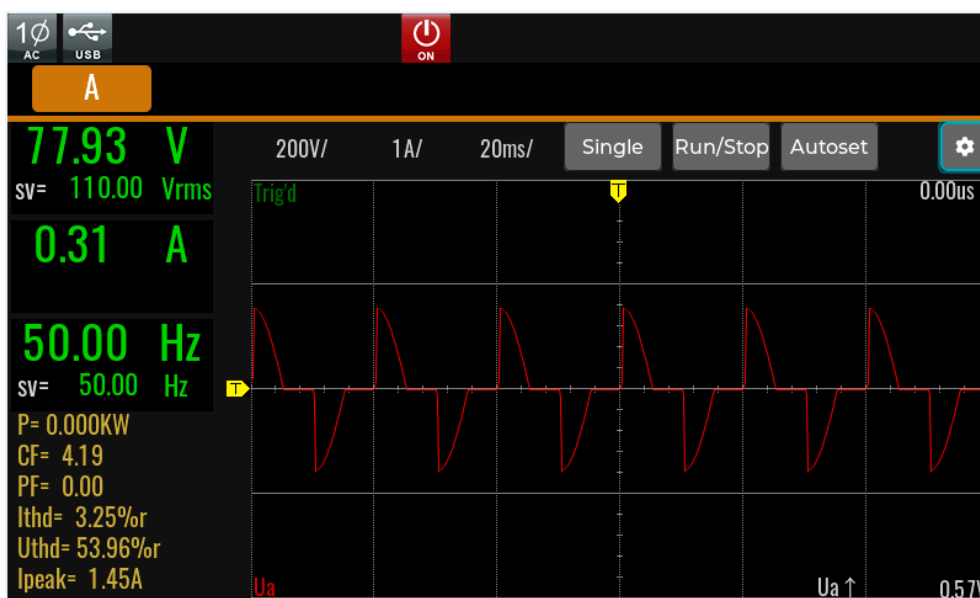 1Ø
AC
USB
ON
A
77.93 V
sv= 110.00 Vrms
0.31 A
50.00 Hz
sv= 50.00 Hz
P= 0.000KW
CF= 4.19
PF= 0.00
Ithd= 3.25%r
Uthd= 53.96%r
Ipeak= 1.45A
200V/ 1A/ 20ms/ Single Run/Stop Autoset
Trig'd T 0.00us
T
Ua Ua↑ 0.57V